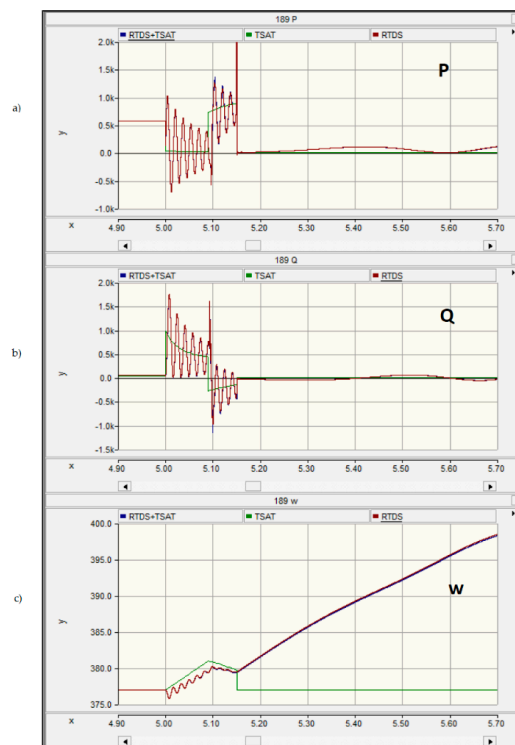 189 P
RTDS+TSAT TSAT RTDS
a)
y
2.0k
1.5k
1.0k
0.5k
0.0
-0.5k
-1.0k
P
x
4.90 5.00 5.10 5.20 5.30 5.40 5.50 5.60 5.70
189 Q
RTDS+TSAT TSAT RTDS
b)
y
2.0k
1.5k
1.0k
0.5k
0.0
-0.5k
-1.0k
-1.5k
Q
x
4.90 5.00 5.10 5.20 5.30 5.40 5.50 5.60 5.70
189 w
RTDS+TSAT TSAT RTDS
c)
y
400.0
395.0
390.0
385.0
380.0
375.0
w
x
4.90 5.00 5.10 5.20 5.30 5.40 5.50 5.60 5.70